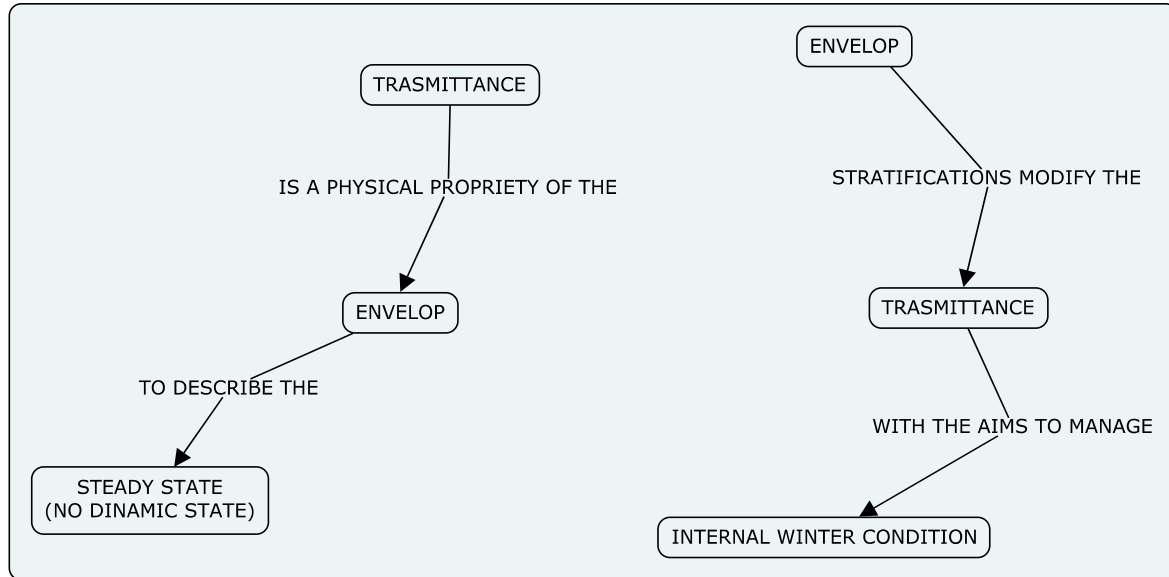 TRASMITTANCE
IS A PHYSICAL PROPRIETY OF THE
ENVELOP
TO DESCRIBE THE
STEADY STATE
(NO DINAMIC STATE)
ENVELOP
STRATIFICATIONS MODIFY THE
TRASMITTANCE
WITH THE AIMS TO MANAGE
INTERNAL WINTER CONDITION